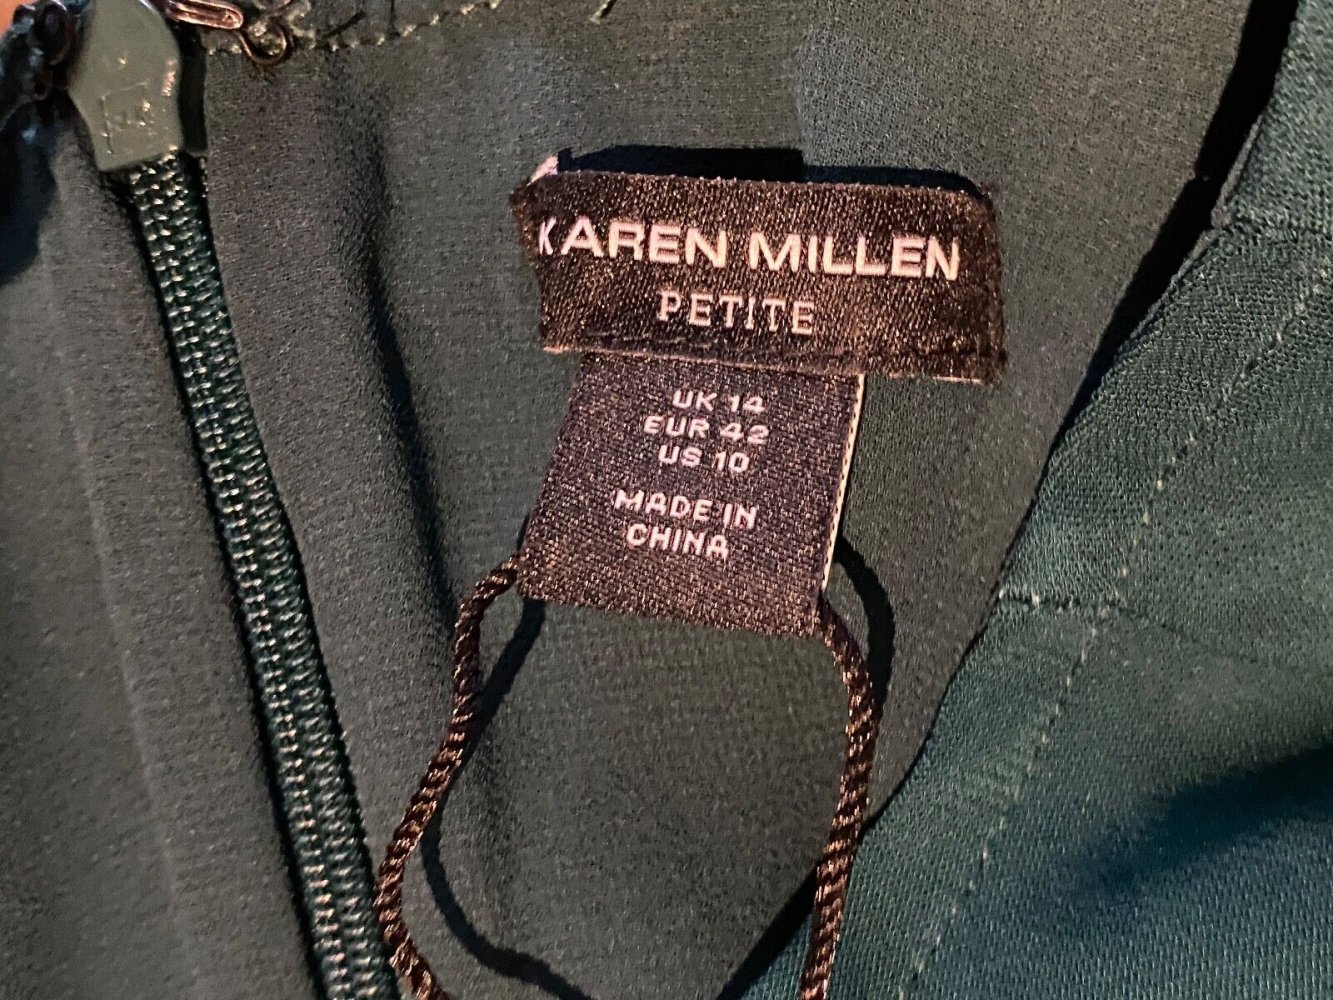 KAREN MILLEN
PETITE
UK 14
EUR 42
US 10
MADE IN
CHINA